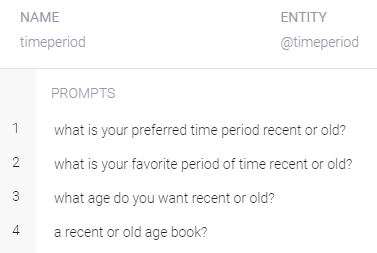 NAME ENTITY
timeperiod @timeperiod
PROMPTS
1 what is your preferred time period recent or old?
2 what is your favorite period of time recent or old?
3 what age do you want recent or old?
4 a recent or old age book?